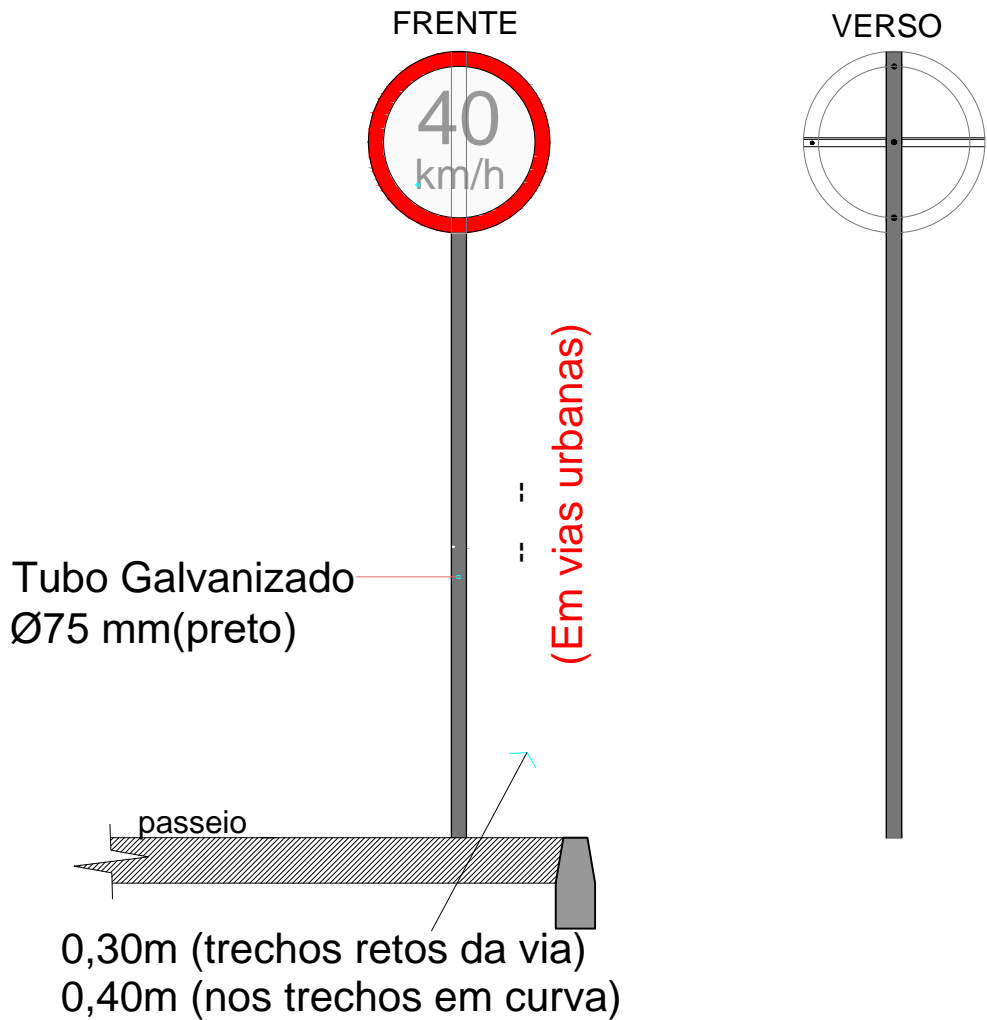 FRENTE
VERSO
40
km/h
(Em vias urbanas)
Tubo Galvanizado
Ø75 mm(preto)
passeio
0,30m (trechos retos da via)
0,40m (nos trechos em curva)